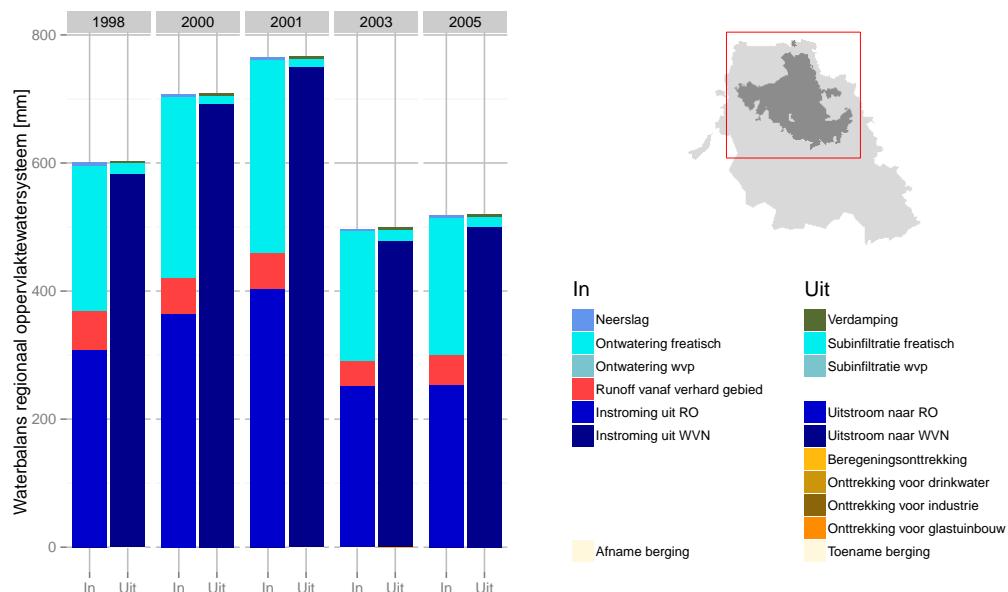 1998 2000 2001 2003 2005
Waterbalans regionaal oppervlaktewatersysteem [mm]
800
600
400
200
0
In Uit In Uit In Uit In Uit In Uit
In
Neerslag
Ontwatering freatisch
Ontwatering wvp
Runoff vanaf verhard gebied
Instroming uit RO
Instroming uit WVN
Afname berging
Uit
Verdamping
Subinfiltratie freatisch
Subinfiltratie wvp
Uitstroom naar RO
Uitstroom naar WVN
Beregeningsonttrekking
Onttrekking voor drinkwater
Onttrekking voor industrie
Onttrekking voor glastuinbouw
Toename berging